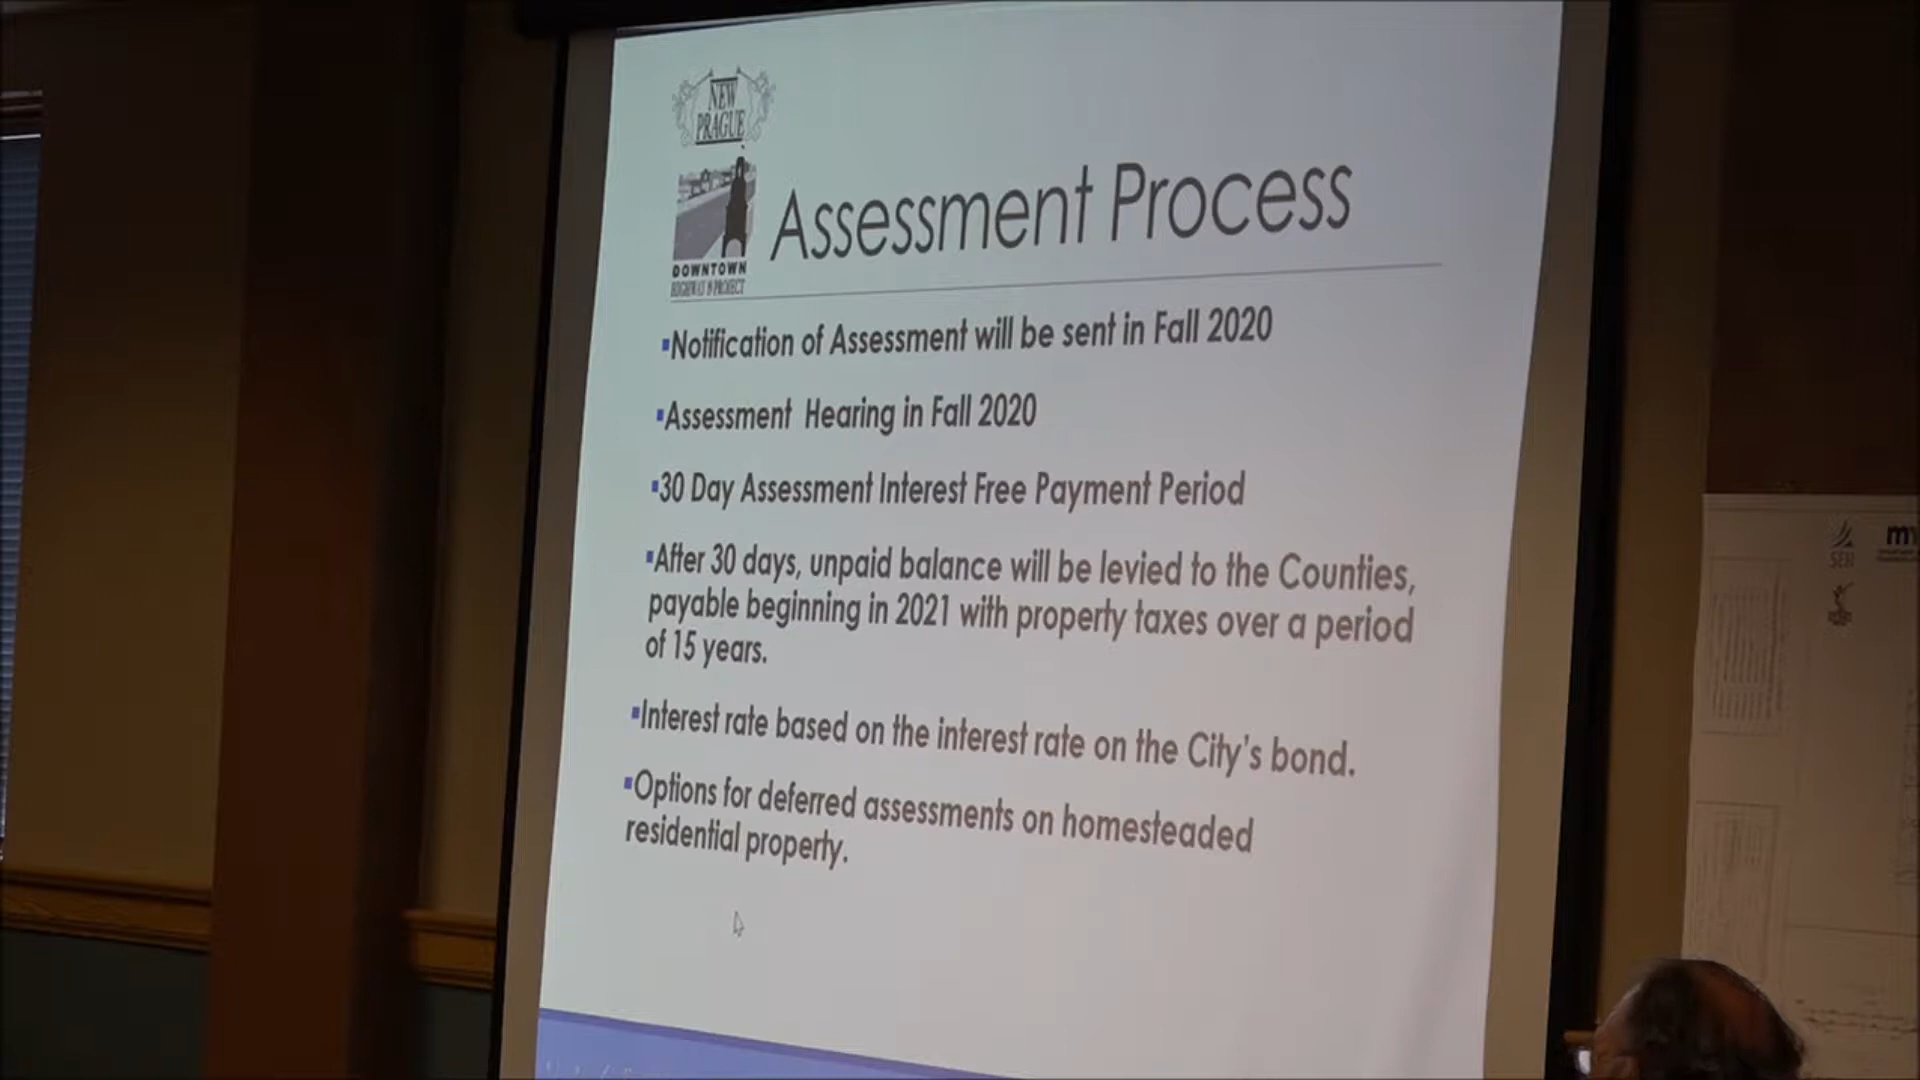 NEW
PRAGUE
DOWNTOWN
HIGHWAY 19 PROJECT
Assessment Process
▪Notification of Assessment will be sent in Fall 2020
▪Assessment Hearing in Fall 2020
▪30 Day Assessment Interest Free Payment Period
▪After 30 days, unpaid balance will be levied to the Counties,
payable beginning in 2021 with property taxes over a period
of 15 years.
▪Interest rate based on the interest rate on the City's bond.
▪Options for deferred assessments on homesteaded
residential property.
SEH